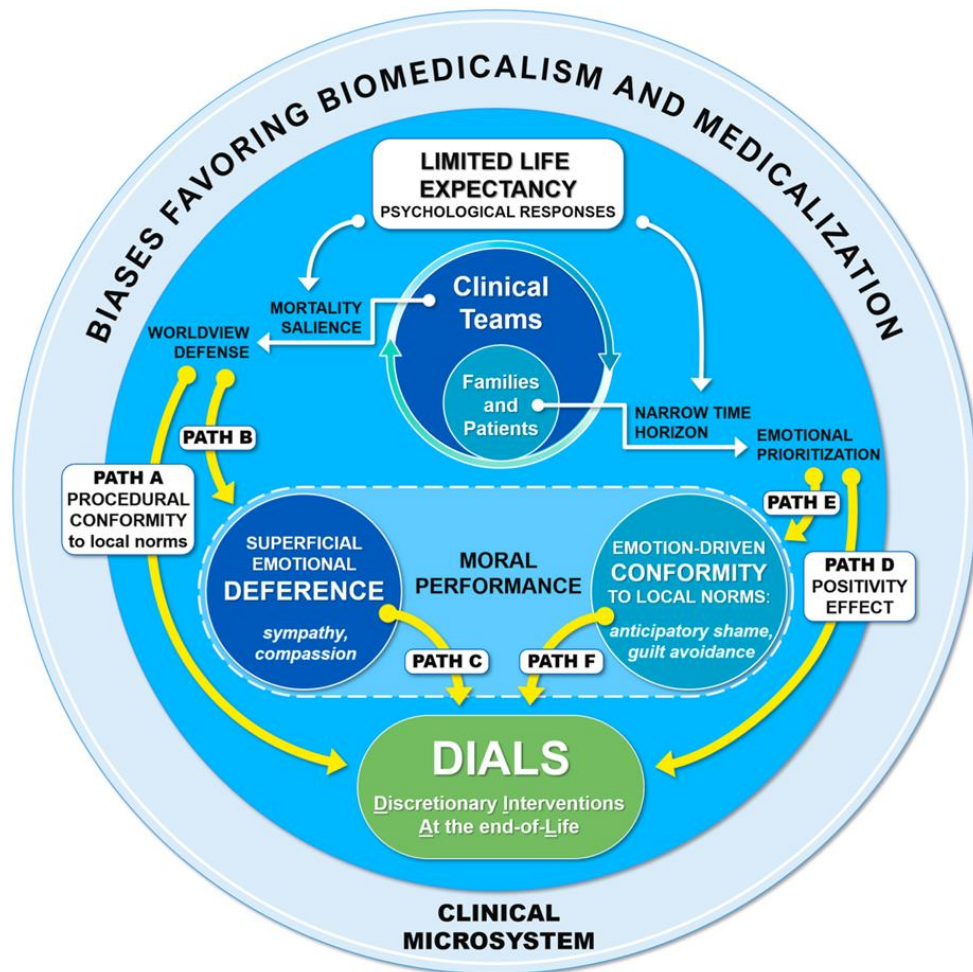 BIASES FAVORING BIOMEDICALISM AND MEDICALIZATION
LIMITED LIFE
EXPECTANCY
PSYCHOLOGICAL RESPONSES
Clinical
Teams
MORTALITY
SALIENCE
WORLDVIEW
DEFENSE
Families
and
Patients
NARROW TIME
HORIZON
EMOTIONAL
PRIORITIZATION
PATH B
PATH A
PROCEDURAL
CONFORMITY
to local norms
PATH E
PATH D
POSITIVITY
EFFECT
SUPERFICIAL
EMOTIONAL
DEFERENCE
sympathy,
compassion
MORAL
PERFORMANCE
EMOTION-DRIVEN
CONFORMITY
TO LOCAL NORMS:
anticipatory shame,
guilt avoidance
PATH C
PATH F
DIALS
Discretionary Interventions
At the end-of-Life
CLINICAL
MICROSYSTEM